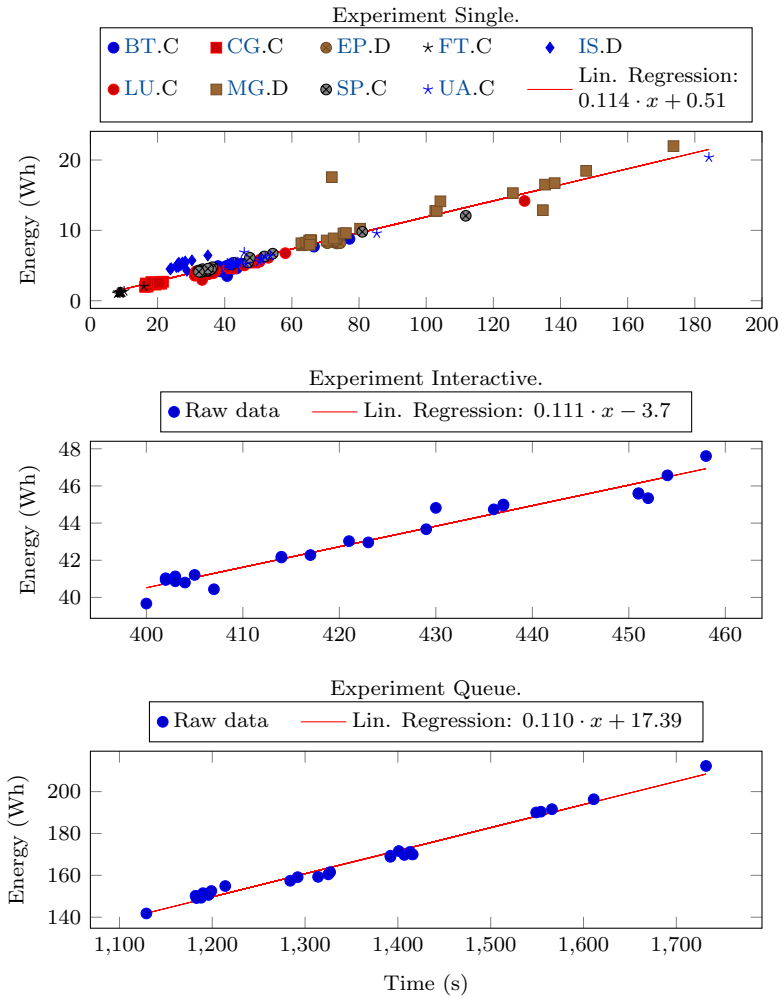 Experiment Single.
BT.C CG.C EP.D FT.C IS.D
LU.C MG.D SP.C UA.C Lin. Regression:
0.114 · x + 0.51
Energy (Wh)
20
10
0
0 20 40 60 80 100 120 140 160 180 200
Experiment Interactive.
Raw data Lin. Regression: 0.111 · x − 3.7
Energy (Wh)
48
46
44
42
40
400 410 420 430 440 450 460
Experiment Queue.
Raw data Lin. Regression: 0.110 · x + 17.39
Energy (Wh)
200
180
160
140
1,100 1,200 1,300 1,400 1,500 1,600 1,700
Time (s)